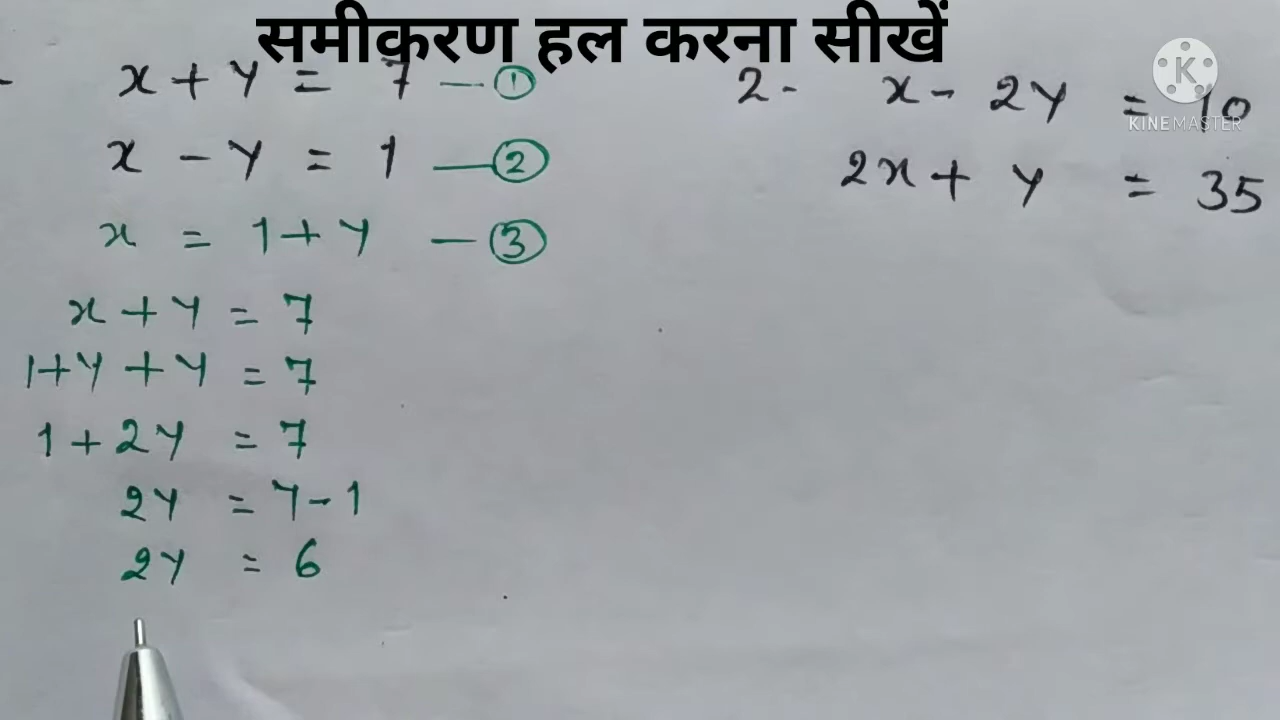 समीकरण हल करना सीखें
x + y = 7 — ①
x - y = 1 — ②
x = 1 + y — ③
x + y = 7
1 + y + y = 7
1 + 2y = 7
2y = 7 - 1
2y = 6
2 - x - 2y = 10
2x + y = 35
K
KINEMASTER